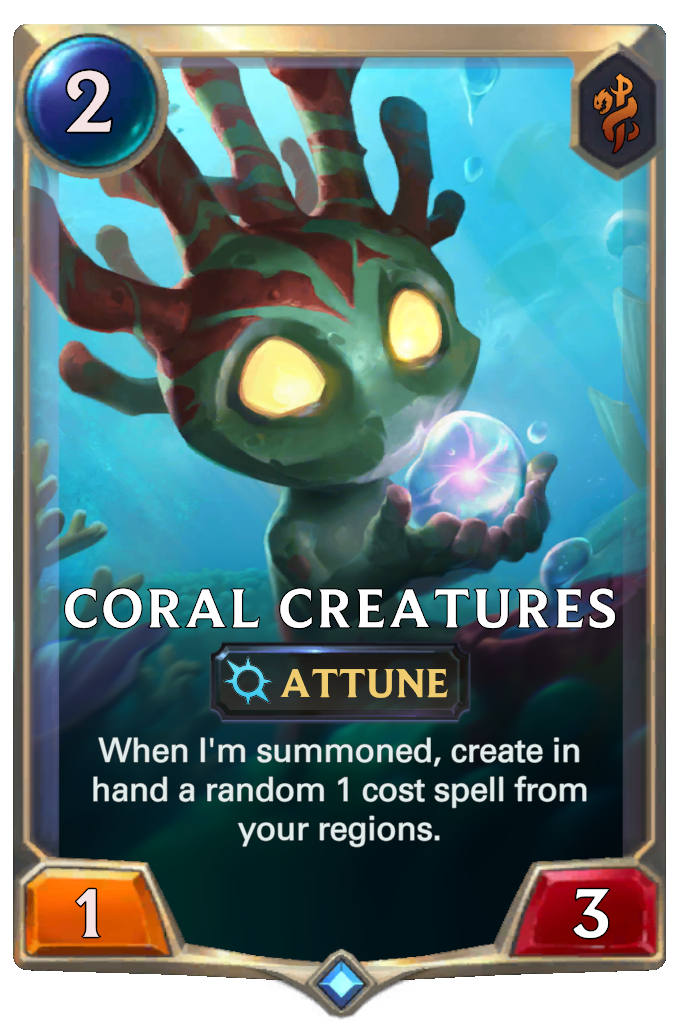 2
CORAL CREATURES
ATTUNE
When I'm summoned, create in
hand a random 1 cost spell from
your regions.
1
3